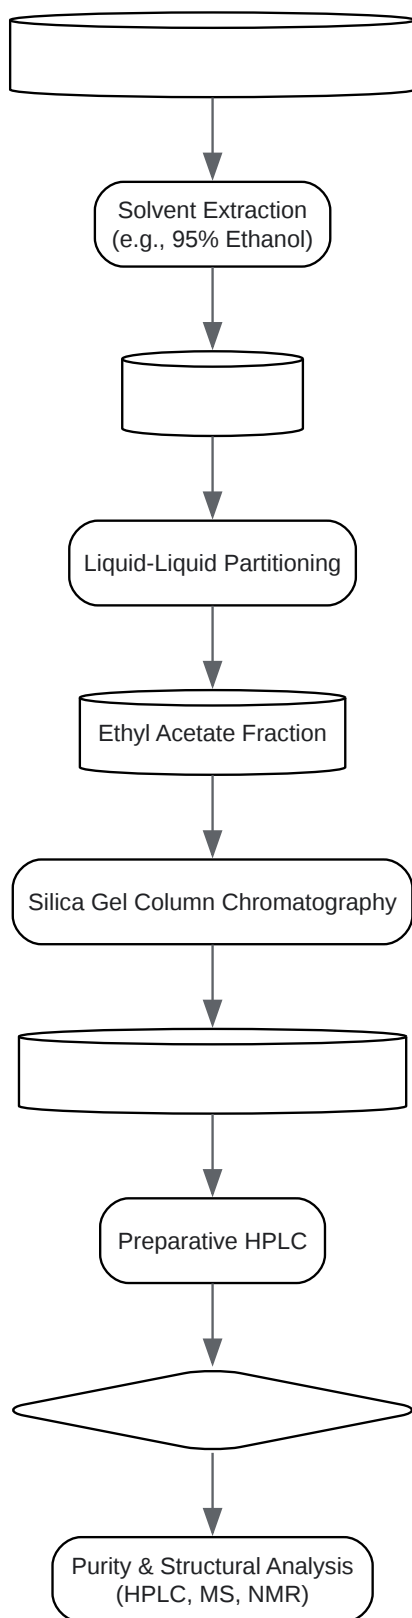 Solvent Extraction
(e.g., 95% Ethanol)
Liquid-Liquid Partitioning
Ethyl Acetate Fraction
Silica Gel Column Chromatography
Preparative HPLC
Purity & Structural Analysis
(HPLC, MS, NMR)